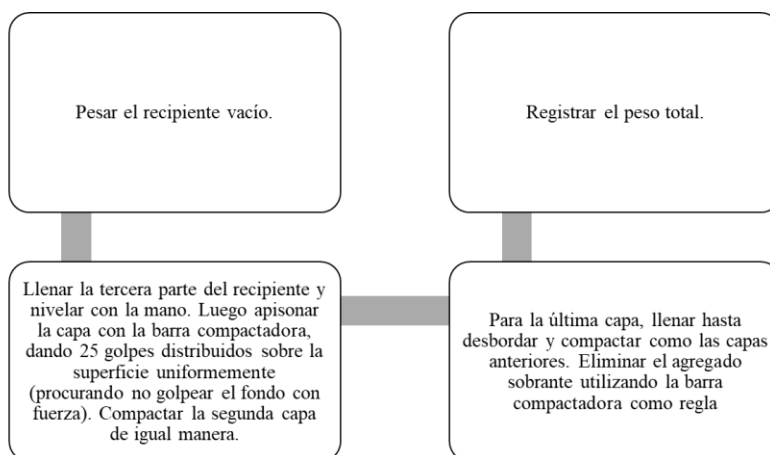 Pesar el recipiente vacío.
Llenar la tercera parte del recipiente y
nivelar con la mano. Luego apisonar
la capa con la barra compactadora,
dando 25 golpes distribuidos sobre la
superficie uniformemente
(procurando no golpear el fondo con
fuerza). Compactar la segunda capa
de igual manera.
Para la última capa, llenar hasta
desbordar y compactar como las capas
anteriores. Eliminar el agregado
sobrante utilizando la barra
compactadora como regla
Registrar el peso total.